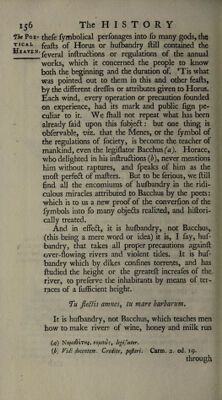 156 The HISTORY
The Poe-
tical
Heaven.
these ſymbolical perſonages into ſo many gods, the
feaſts of Horus or huſbandry ſtill contained the
ſeveral inſtructions or regulations of the annual
works, which it concerned the people to know
both the beginning and the duration of. 'Tis what
was pointed out to them in this and other feaſts,
by the different dreſſes or attributes given to Horus.
Each wind, every operation or precaution founded
on experience, had its mark and public ſign pe-
culiar to it. We ſhall not repeat what has been
already ſaid upon this ſubject: but one thing is
obſervable, viz. that the Menes, or the ſymbol of
the regulations of ſociety, is become the teacher of
mankind, even the legiſlator Bacchus (a). Horace,
who delighted in his inſtructions (b), never mentions
him without raptures, and ſpeaks of him as the
moſt perfect of maſters. But to be ſerious, we ſtill
find all the encomiums of huſbandry in the ridi-
culous miracles attributed to Bacchus by the poets:
which is to us a new proof of the converſion of the
ſymbols into ſo many objects realized, and hiſtori-
cally treated.
And in effect, it is huſbandry, not Bacchus,
(this being a mere word or idea) it is, I ſay, huſ-
bandry, that takes all proper precautions againſt
over-flowing rivers and violent tides. It is huſ-
bandry which by dikes confines torrents, and has
ſtudied the height or the greateſt increaſes of the
river, to preſerve the inhabitants by means of ter-
races of a ſufficient height.
Tu flectis amnes, tu mare barbarum.
It is huſbandry, not Bacchus, which teaches men
how to make rivers of wine, honey and milk run
(a) legiſlator.
(b) Vidi docentem. Credite, poſteri. Carm. 2. od. 19.
through